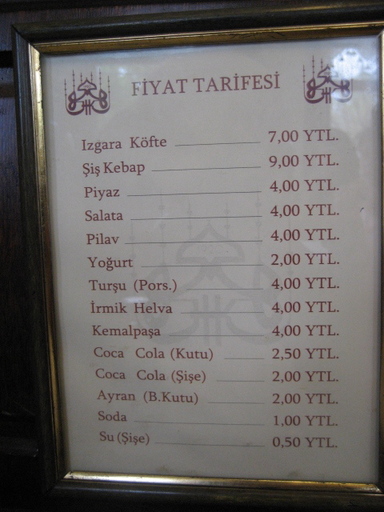 FİYAT TARİFESİ
Izgara Köfte 7,00 YTL.
Şiş Kebap 9,00 YTL.
Piyaz 4,00 YTL.
Salata 4,00 YTL.
Pilav 4,00 YTL.
Yoğurt 2,00 YTL.
Turşu (Pors.) 4,00 YTL.
İrmik Helva 4,00 YTL.
Kemalpaşa 4,00 YTL.
Coca Cola (Kutu) 2,50 YTL.
Coca Cola (Şişe) 2,00 YTL.
Ayran (B.Kutu) 2,00 YTL.
Soda 1,00 YTL.
Su (Şişe) 0,50 YTL.